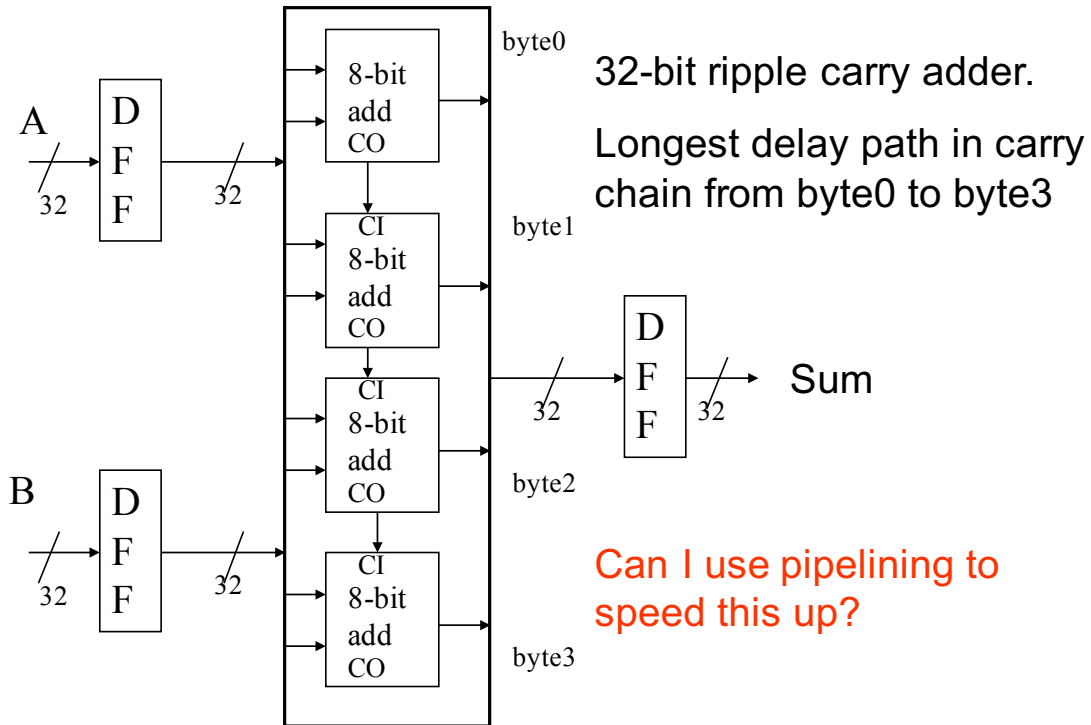 A
32
D
F
F
32
B
32
D
F
F
32
8-bit
add
CO
byte0
CI
8-bit
add
CO
byte1
CI
8-bit
add
CO
byte2
CI
8-bit
add
CO
byte3
32
D
F
F
32
Sum
32-bit ripple carry adder.
Longest delay path in carry
chain from byte0 to byte3
Can I use pipelining to
speed this up?